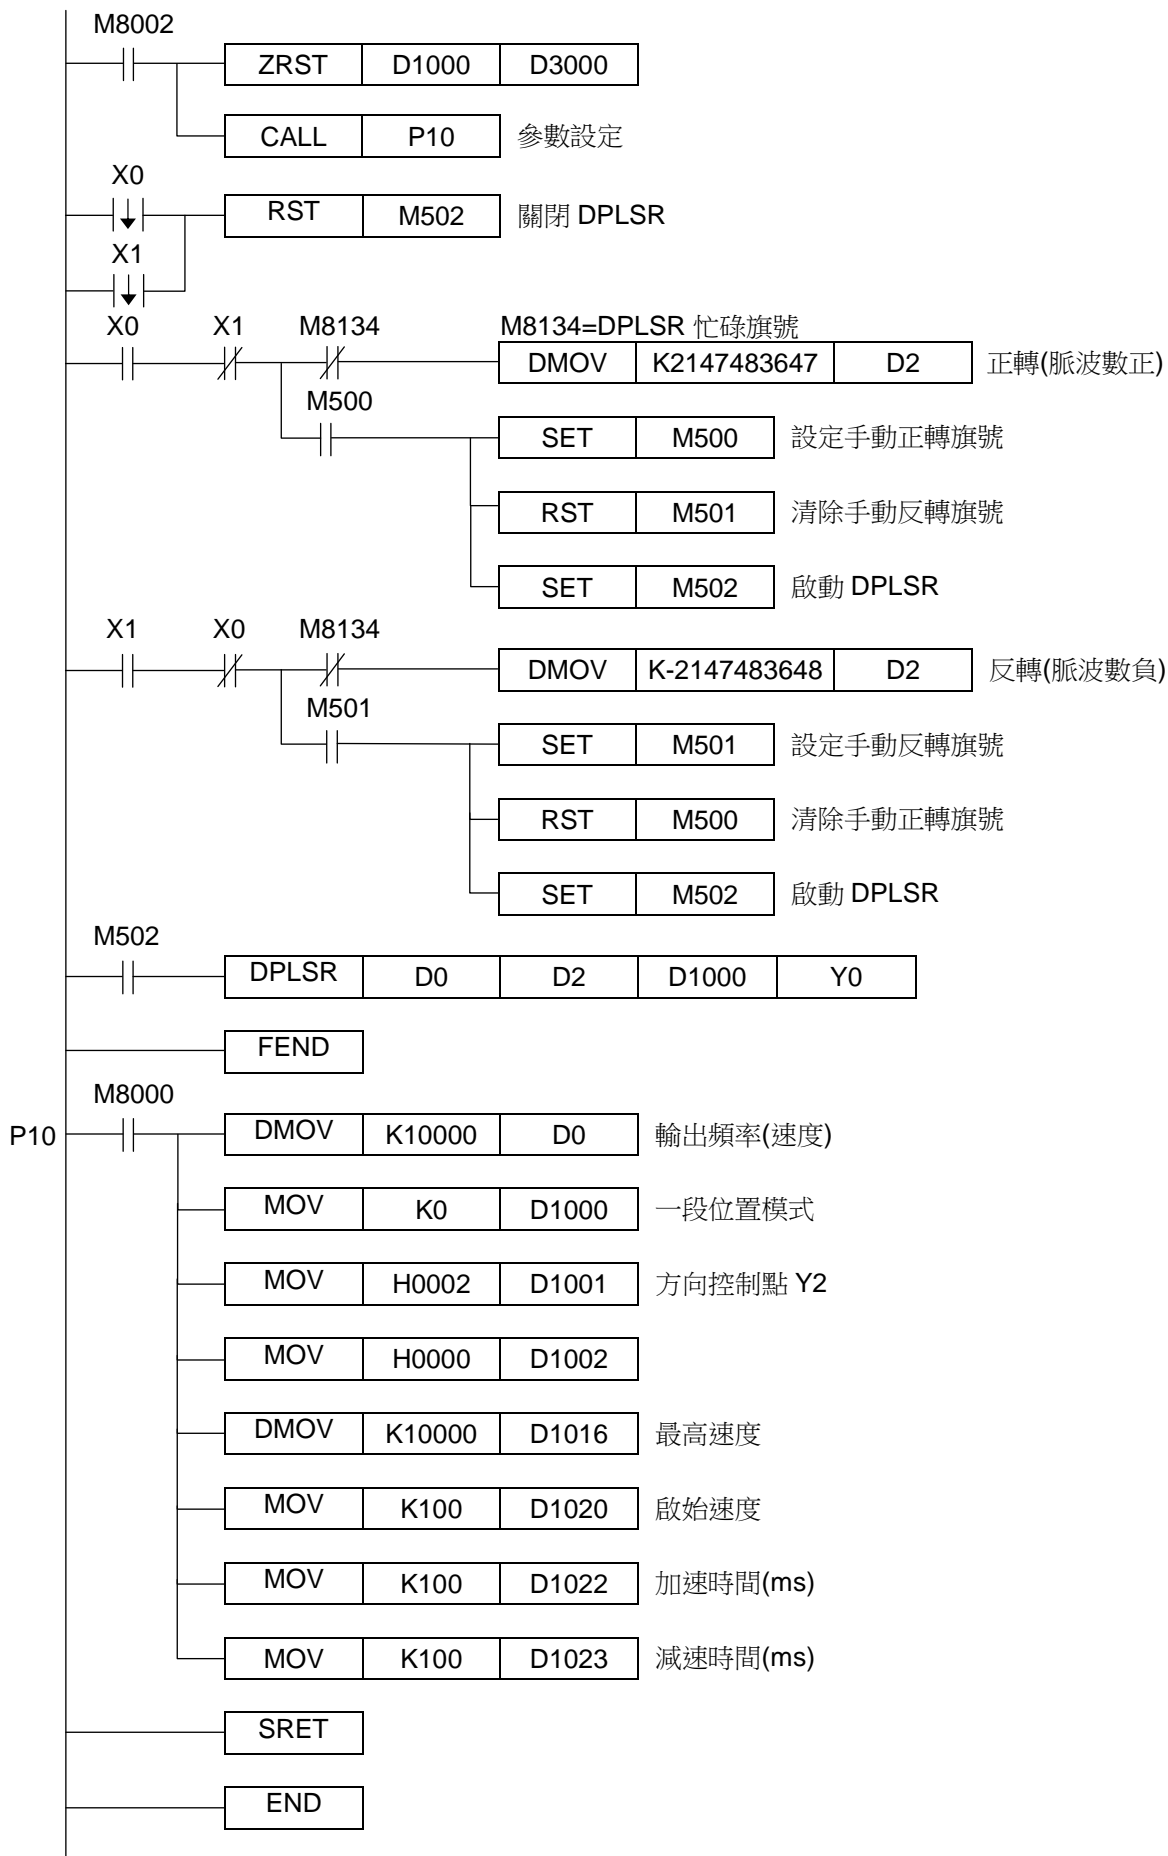 M8002
ZRST D1000 D3000
CALL P10 參數設定
X0
RST M502 關閉 DPLSR
X1
X0 X1 M8134 M8134=DPLSR 忙碌旗號
DMOV K2147483647 D2 正轉(脈波數正)
M500
SET M500 設定手動正轉旗號
RST M501 清除手動反轉旗號
SET M502 啟動 DPLSR
X1 X0 M8134
DMOV K-2147483648 D2 反轉(脈波數負)
M501
SET M501 設定手動反轉旗號
RST M500 清除手動正轉旗號
SET M502 啟動 DPLSR
M502
DPLSR D0 D2 D1000 Y0
FEND
M8000
P10 DMOV K10000 D0 輸出頻率(速度)
MOV K0 D1000 一段位置模式
MOV H0002 D1001 方向控制點 Y2
MOV H0000 D1002
DMOV K10000 D1016 最高速度
MOV K100 D1020 啟始速度
MOV K100 D1022 加速時間(ms)
MOV K100 D1023 減速時間(ms)
SRET
END